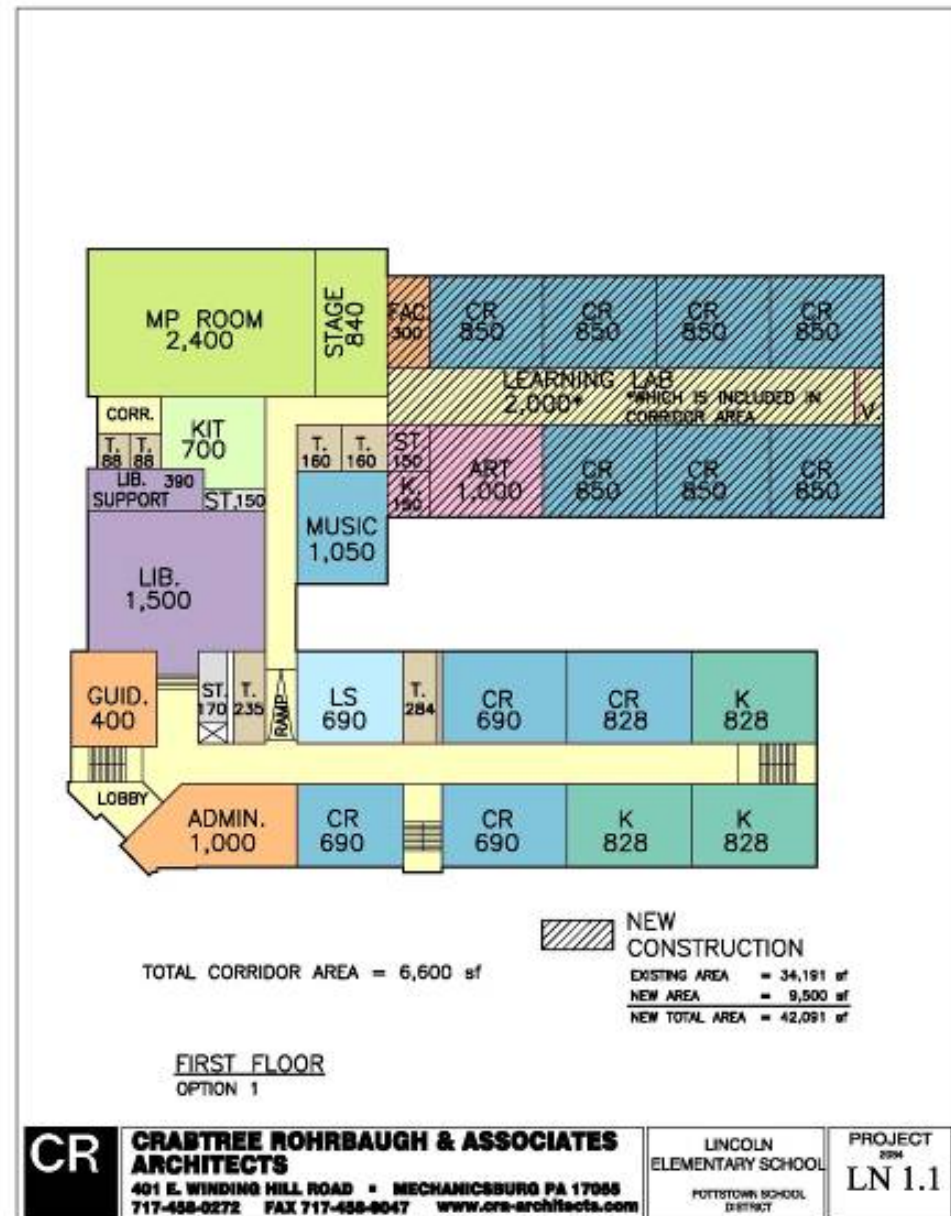 MP ROOM
2,400
STAGE
840
FAC
300
CR
850
CR
850
CR
850
CR
850
LEARNING LAB
2,000*
*WHICH IS INCLUDED IN
CORRIDOR AREA
V.
CORR.
T.
88
T.
88
KIT
700
T.
160
T.
160
ST
150
K.
ART
1,000
CR
850
CR
850
CR
850
LIB. 390
SUPPORT
ST.150
MUSIC
1,050
LIB.
1,500
GUID.
400
ST.
170
T.
235
RAMP
LS
690
T.
284
CR
690
CR
828
K
828
LOBBY
ADMIN.
1,000
CR
690
CR
690
K
828
K
828
NEW
CONSTRUCTION
TOTAL CORRIDOR AREA = 6,600 sf
EXISTING AREA = 34,191 sf
NEW AREA = 9,500 sf
NEW TOTAL AREA = 42,091 sf
FIRST FLOOR
OPTION 1
CR
CRABTREE ROHRBAUGH & ASSOCIATES
ARCHITECTS
401 E. WINDING HILL ROAD • MECHANICSBURG PA 17055
717-458-0272 FAX 717-458-0047 www.cra-architects.com
LINCOLN
ELEMENTARY SCHOOL
POTTSTOWN SCHOOL
DISTRICT
PROJECT
LN 1.1